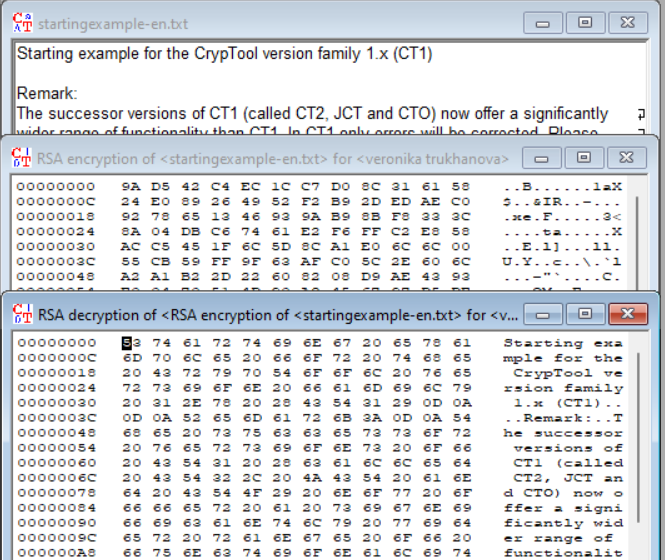 startingexample-en.txt
Starting example for the CrypTool version family 1.x (CT1)
Remark:
The successor versions of CT1 (called CT2, JCT and CTO) now offer a significantly
wider range of functionality than CT1. In CT1 only errors will be corrected. Please
RSA encryption of <startingexample-en.txt> for <veronika trukhanova>
00000000 9A D5 42 C4 EC 1C C7 D0 8C 31 61 58 ..B......1aX
0000000C 24 E0 89 26 49 52 F2 B9 2D ED AE C0 $..&IR..-...
00000018 92 78 65 13 46 93 9A B9 8B F8 33 3C .xe.F.....3<
00000024 8A 04 DB C6 74 61 E2 F6 FF C2 E8 58 ....ta.....X
00000030 AC C5 45 1F 6C 5D 8C A1 E0 6C 6C 00 ..E.l]...ll.
0000003C 55 CB 59 FF 9F 63 AF C0 5C 2E 60 6C U.Y..c..\.`l
00000048 A2 A1 B2 2D 22 60 82 08 D9 AE 43 93 ...-"`....C.
RSA decryption of <RSA encryption of <startingexample-en.txt> for <v...
00000000 53 74 61 72 74 69 6E 67 20 65 78 61 Starting exa
0000000C 6D 70 6C 65 20 66 6F 72 20 74 68 65 mple for the
00000018 20 43 72 79 70 54 6F 6F 6C 20 76 65 CrypTool ve
00000024 72 73 69 6F 6E 20 66 61 6D 69 6C 79 rsion family
00000030 20 31 2E 78 20 28 43 54 31 29 0D 0A 1.x (CT1)..
0000003C 0D 0A 52 65 6D 61 72 6B 3A 0D 0A 54 ..Remark:..T
00000048 68 65 20 73 75 63 63 65 73 73 6F 72 he successor
00000054 20 76 65 72 73 69 6F 6E 73 20 6F 66 versions of
00000060 20 43 54 31 20 28 63 61 6C 6C 65 64 CT1 (called
0000006C 20 43 54 32 2C 20 4A 43 54 20 61 6E CT2, JCT an
00000078 64 20 43 54 4F 29 20 6E 6F 77 20 6F d CTO) now o
00000084 66 66 65 72 20 61 20 73 69 67 6E 69 ffer a signi
00000090 66 69 63 61 6E 74 6C 79 20 77 69 64 ficantly wid
0000009C 65 72 20 72 61 6E 67 65 20 6F 66 20 er range of
000000A8 66 75 6E 63 74 69 6F 6E 61 6C 69 74 functionalit